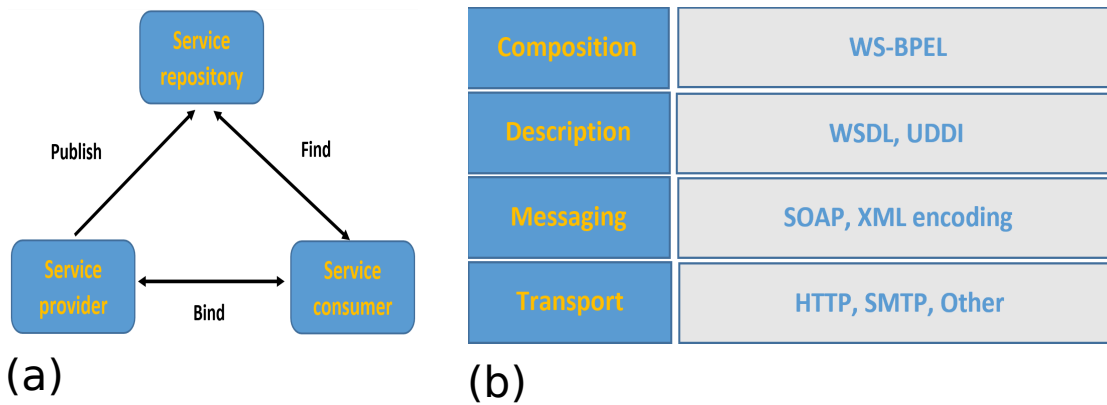 Service
repository
Publish
Find
Service
provider
Bind
Service
consumer
(a)
Composition
WS-BPEL
Description
WSDL, UDDI
Messaging
SOAP, XML encoding
Transport
HTTP, SMTP, Other
(b)